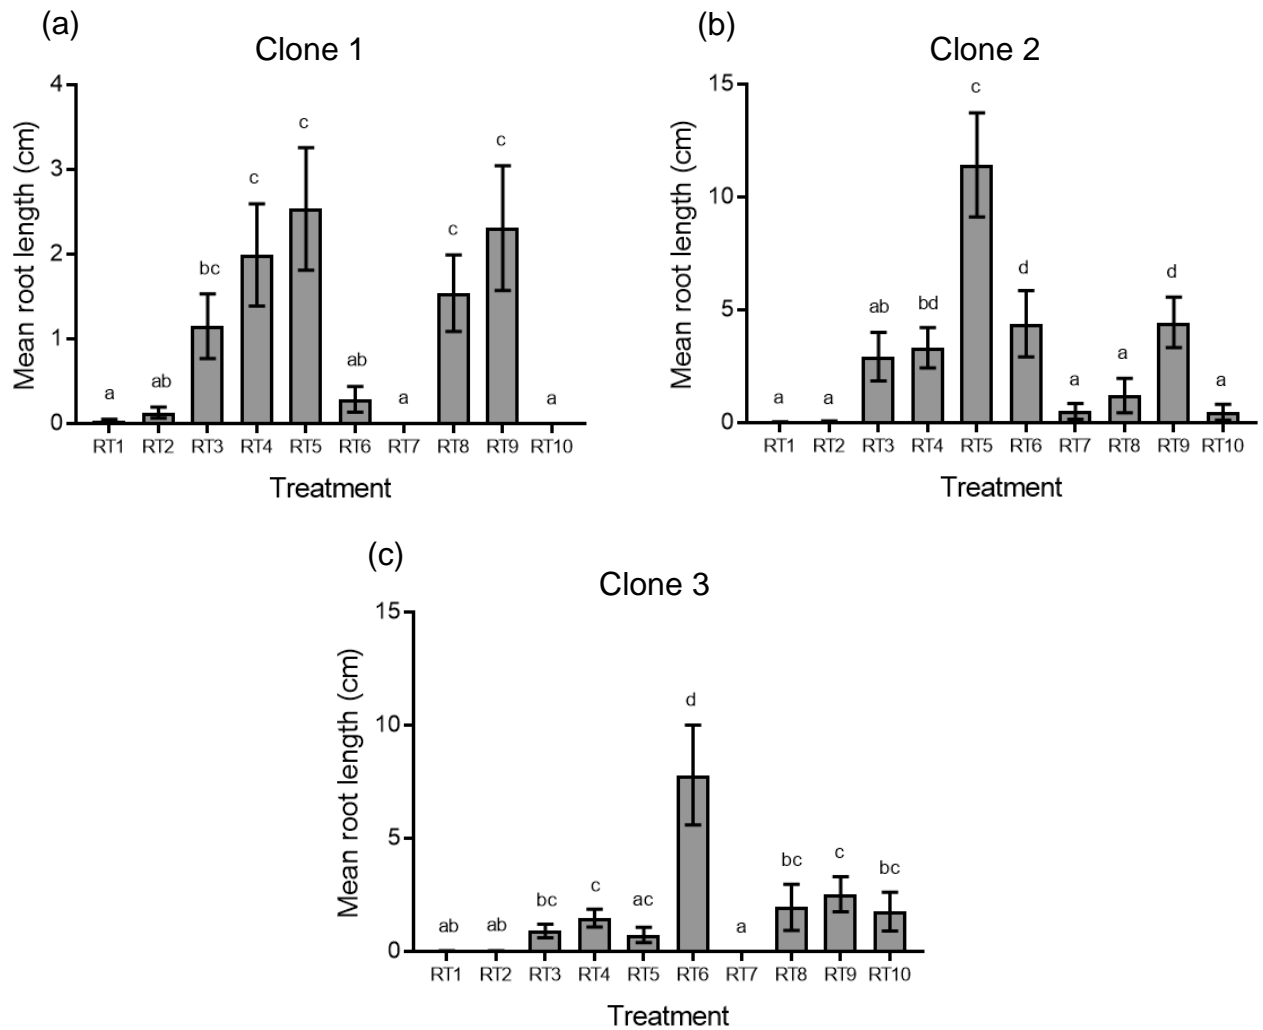 (a)
Clone 1
Mean root length (cm)
4
3
2
1
0
a
ab
bc
c
c
ab
a
c
c
a
RT1 RT2 RT3 RT4 RT5 RT6 RT7 RT8 RT9 RT10
Treatment
(b)
Clone 2
Mean root length (cm)
15
10
5
0
a
a
ab
bd
c
d
a
a
d
a
RT1 RT2 RT3 RT4 RT5 RT6 RT7 RT8 RT9 RT10
Treatment
(c)
Clone 3
Mean root length (cm)
15
10
5
0
ab
ab
bc
c
ac
d
a
bc
c
bc
RT1 RT2 RT3 RT4 RT5 RT6 RT7 RT8 RT9 RT10
Treatment